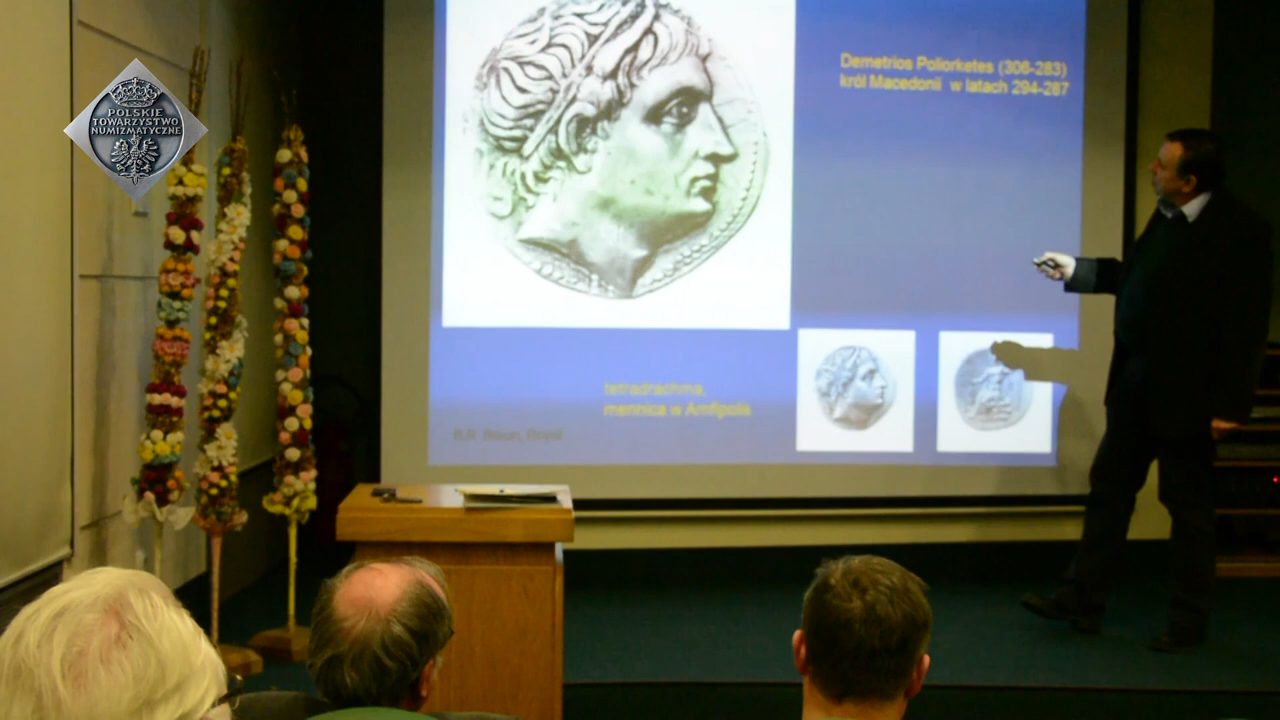 POLSKIE
TOWARZYSTWO
NUMIZMATYCZNE
Demetrios Poliorketes (306-283)
król Macedonii w latach 294-287
tetradrachma,
mennica w Amfipolis